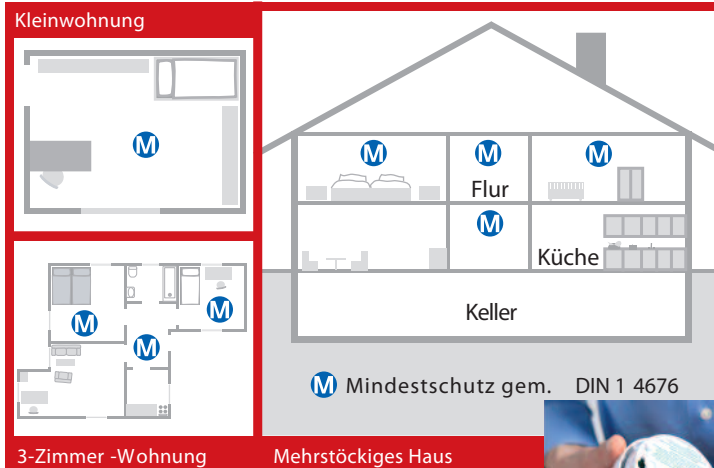 Kleinwohnung
M
M
M
M
Flur
M
Küche
Keller
M
M
M
M Mindestschutz gem. DIN 1 4676
3-Zimmer -Wohnung
Mehrstöckiges Haus